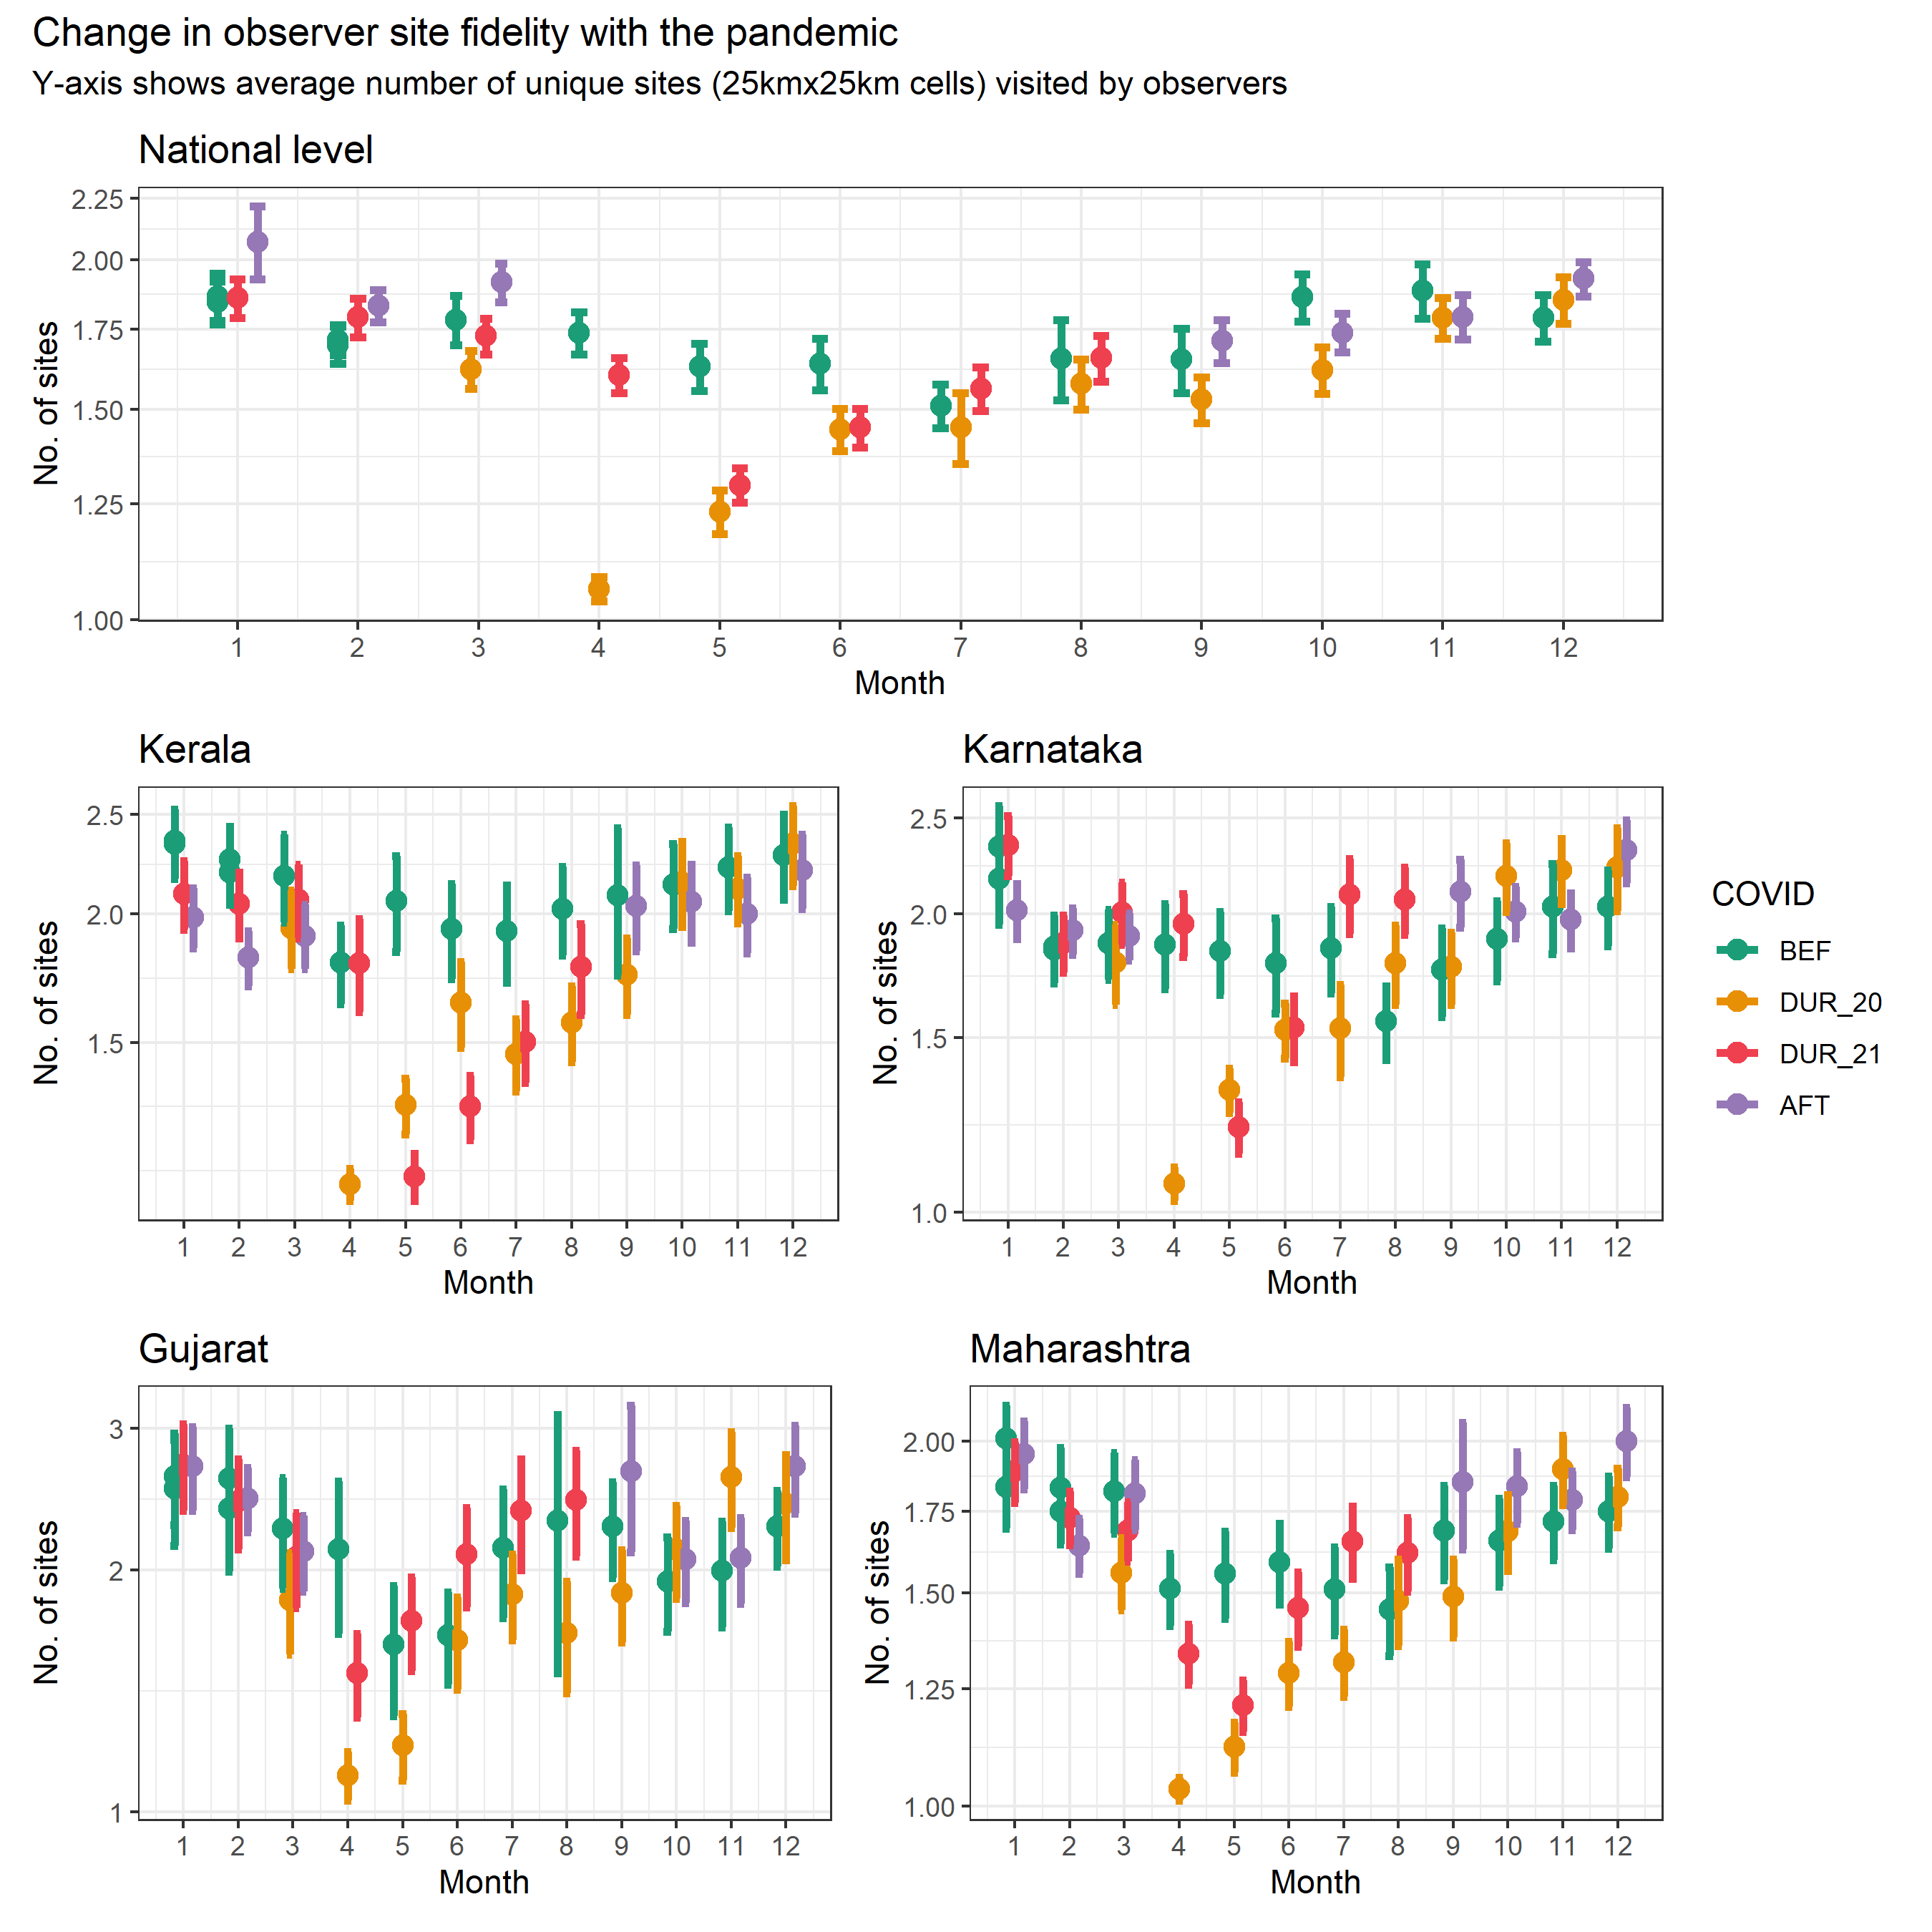 Change in observer site fidelity with the pandemic
Y-axis shows average number of unique sites (25kmx25km cells) visited by observers
National level
No. of sites
2.25
2.00
1.75
1.50
1.25
1.00
1 2 3 4 5 6 7 8 9 10 11 12
Month
Kerala
No. of sites
2.5
2.0
1.5
1 2 3 4 5 6 7 8 9 10 11 12
Month
Karnataka
No. of sites
2.5
2.0
1.5
1.0
1 2 3 4 5 6 7 8 9 10 11 12
Month
COVID
BEF
DUR_20
DUR_21
AFT
Gujarat
No. of sites
3
2
1
1 2 3 4 5 6 7 8 9 10 11 12
Month
Maharashtra
No. of sites
2.00
1.75
1.50
1.25
1.00
1 2 3 4 5 6 7 8 9 10 11 12
Month